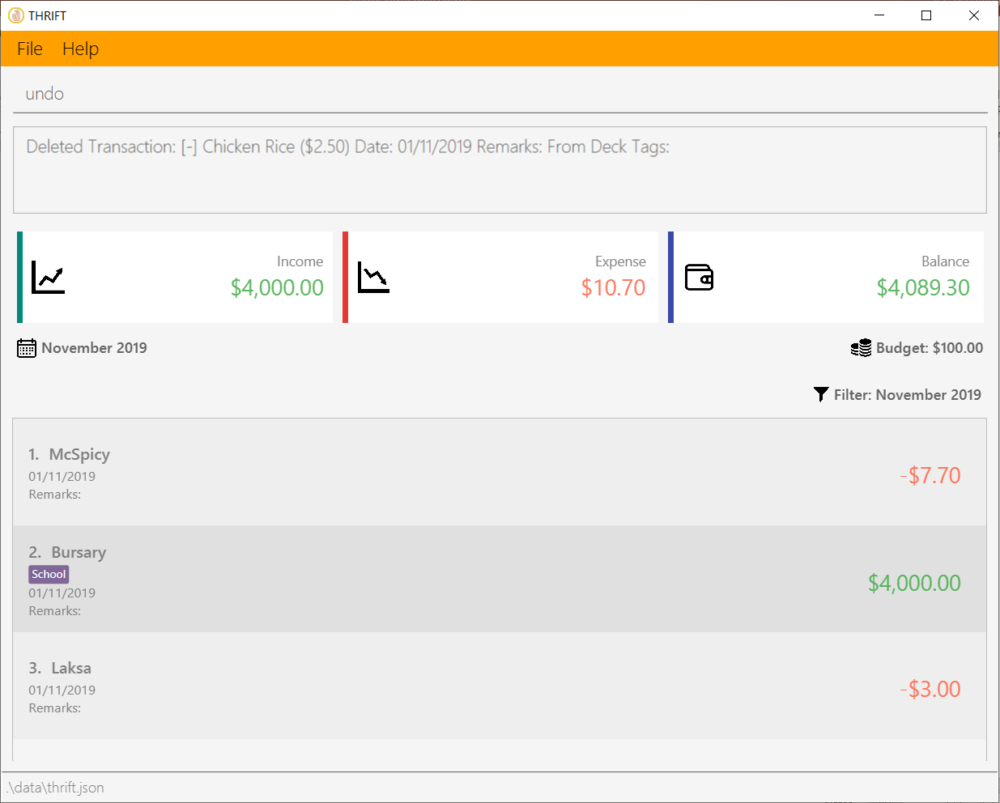 THRIFT
File Help
undo
Deleted Transaction: [-] Chicken Rice ($2.50) Date: 01/11/2019 Remarks: From Deck Tags:
Income
$4,000.00
Expense
$10.70
Balance
$4,089.30
November 2019
Budget: $100.00
Filter: November 2019
1. McSpicy
01/11/2019
Remarks:
-$7.70
2. Bursary
School
01/11/2019
Remarks:
$4,000.00
3. Laksa
01/11/2019
Remarks:
-$3.00
.\data\thrift.json